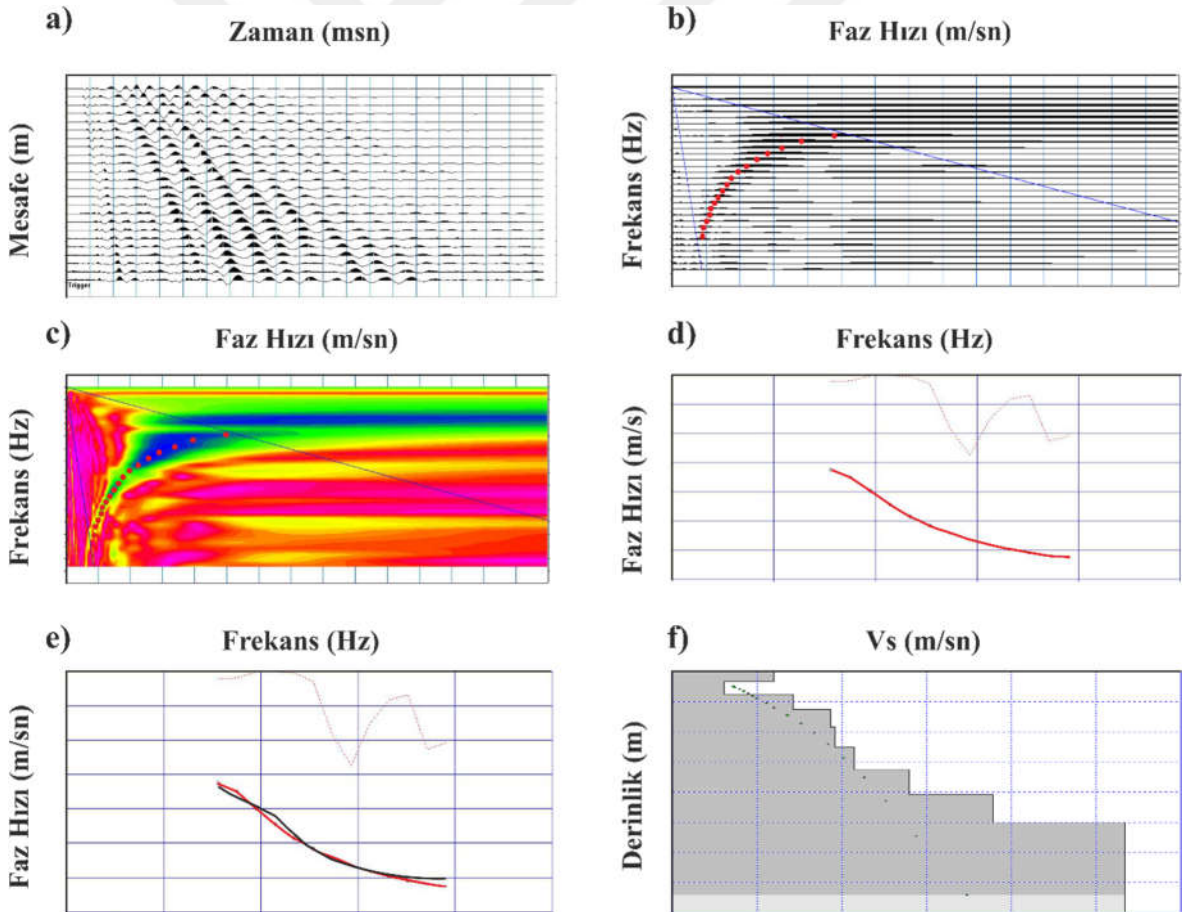 a)
Zaman (msn)
Mesafe (m)
Trigger
b)
Faz Hızı (m/sn)
Frekans (Hz)
c)
Faz Hızı (m/sn)
Frekans (Hz)
d)
Frekans (Hz)
Faz Hızı (m/s)
e)
Frekans (Hz)
Faz Hızı (m/sn)
f)
Vs (m/sn)
Derinlik (m)